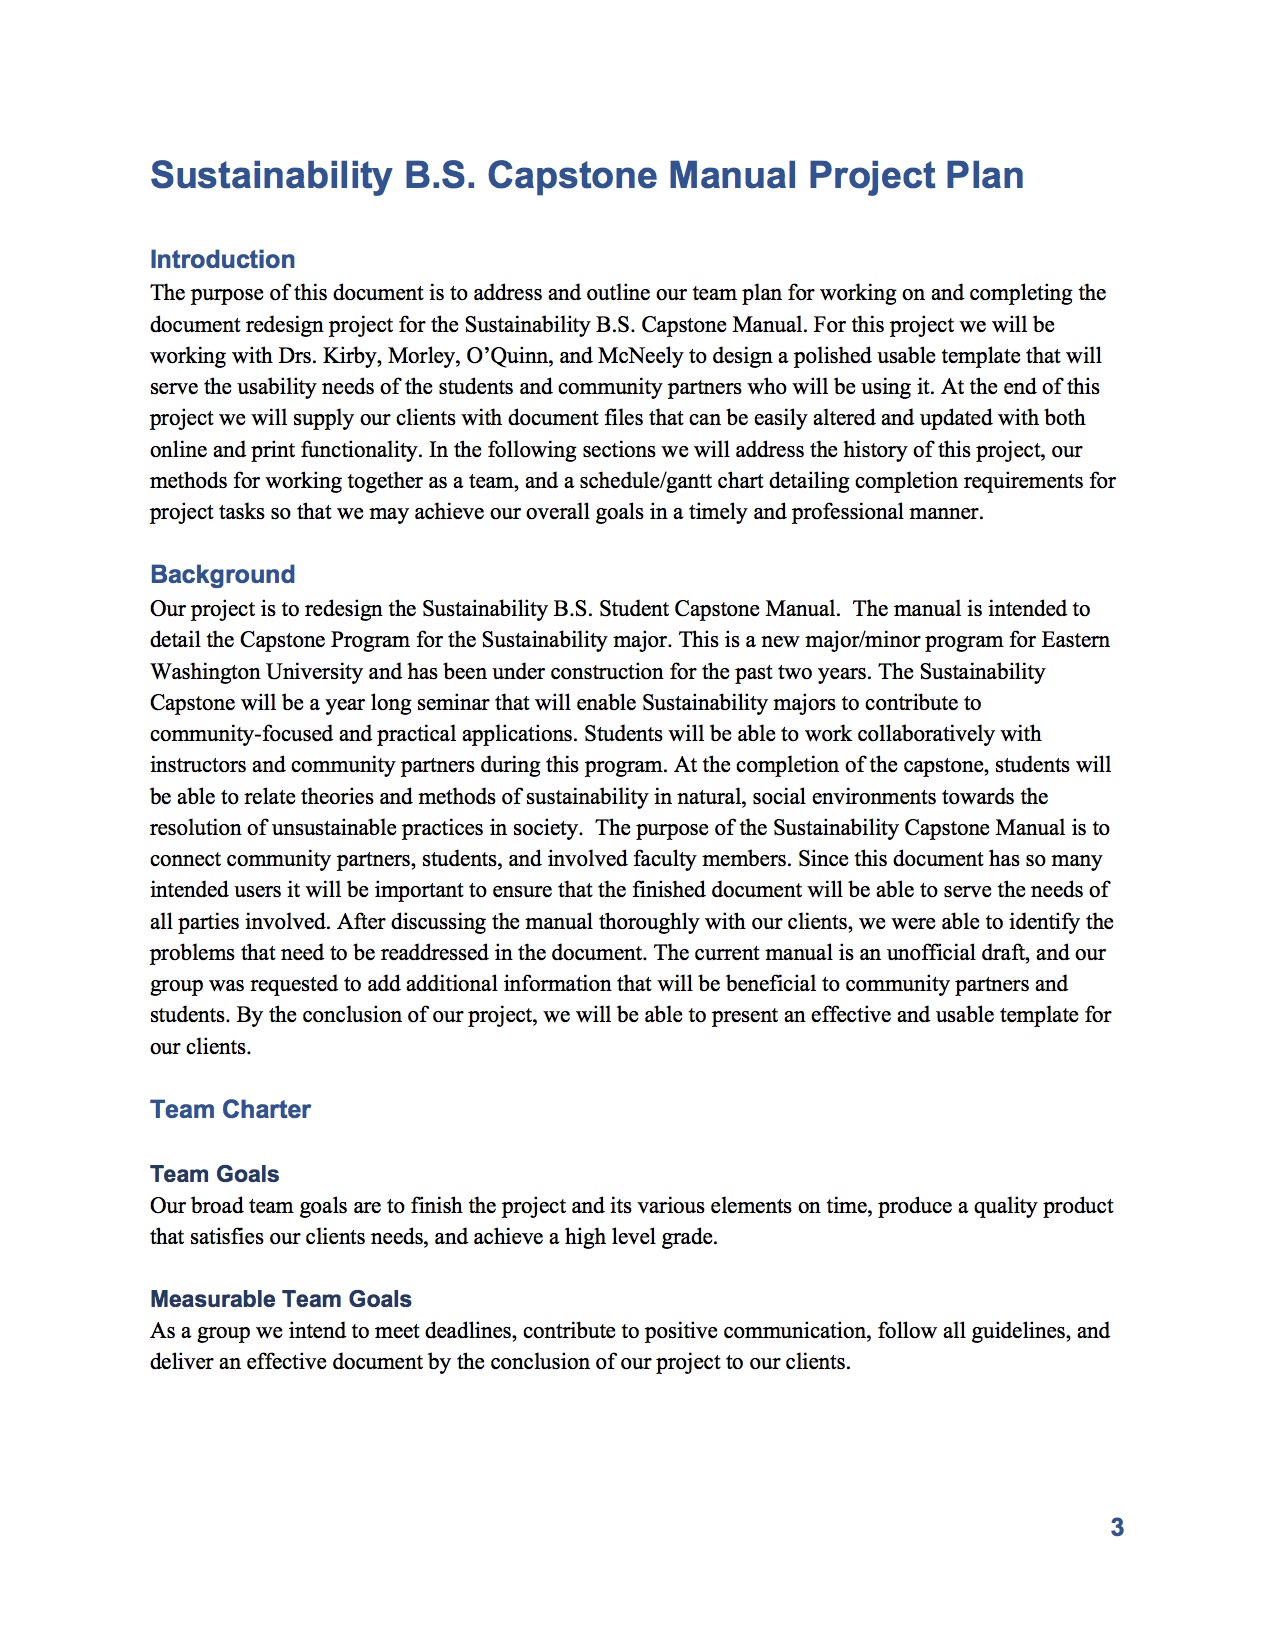 Sustainability B.S. Capstone Manual Project Plan
Introduction
The purpose of this document is to address and outline our team plan for working on and completing the
document redesign project for the Sustainability B.S. Capstone Manual. For this project we will be
working with Drs. Kirby, Morley, O’Quinn, and McNeely to design a polished usable template that will
serve the usability needs of the students and community partners who will be using it. At the end of this
project we will supply our clients with document files that can be easily altered and updated with both
online and print functionality. In the following sections we will address the history of this project, our
methods for working together as a team, and a schedule/gantt chart detailing completion requirements for
project tasks so that we may achieve our overall goals in a timely and professional manner.
Background
Our project is to redesign the Sustainability B.S. Student Capstone Manual.  The manual is intended to
detail the Capstone Program for the Sustainability major. This is a new major/minor program for Eastern
Washington University and has been under construction for the past two years. The Sustainability
Capstone will be a year long seminar that will enable Sustainability majors to contribute to
community-focused and practical applications. Students will be able to work collaboratively with
instructors and community partners during this program. At the completion of the capstone, students will
be able to relate theories and methods of sustainability in natural, social environments towards the
resolution of unsustainable practices in society.  The purpose of the Sustainability Capstone Manual is to
connect community partners, students, and involved faculty members. Since this document has so many
intended users it will be important to ensure that the finished document will be able to serve the needs of
all parties involved. After discussing the manual thoroughly with our clients, we were able to identify the
problems that need to be readdressed in the document. The current manual is an unofficial draft, and our
group was requested to add additional information that will be beneficial to community partners and
students. By the conclusion of our project, we will be able to present an effective and usable template for
our clients.
Team Charter
Team Goals
Our broad team goals are to finish the project and its various elements on time, produce a quality product
that satisfies our clients needs, and achieve a high level grade.
Measurable Team Goals
As a group we intend to meet deadlines, contribute to positive communication, follow all guidelines, and
deliver an effective document by the conclusion of our project to our clients.
3